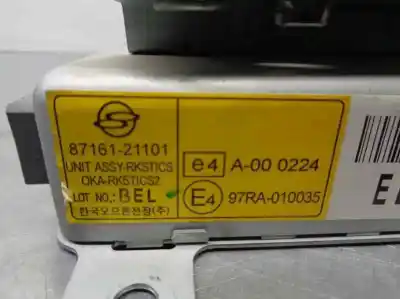 87161-21101
UNIT ASSY-RKSTICS
OKA-RKSTICS2
LOT NO.: BEL
한국오므론전장(주)
e4 A-00 0224
E4 97RA-010035